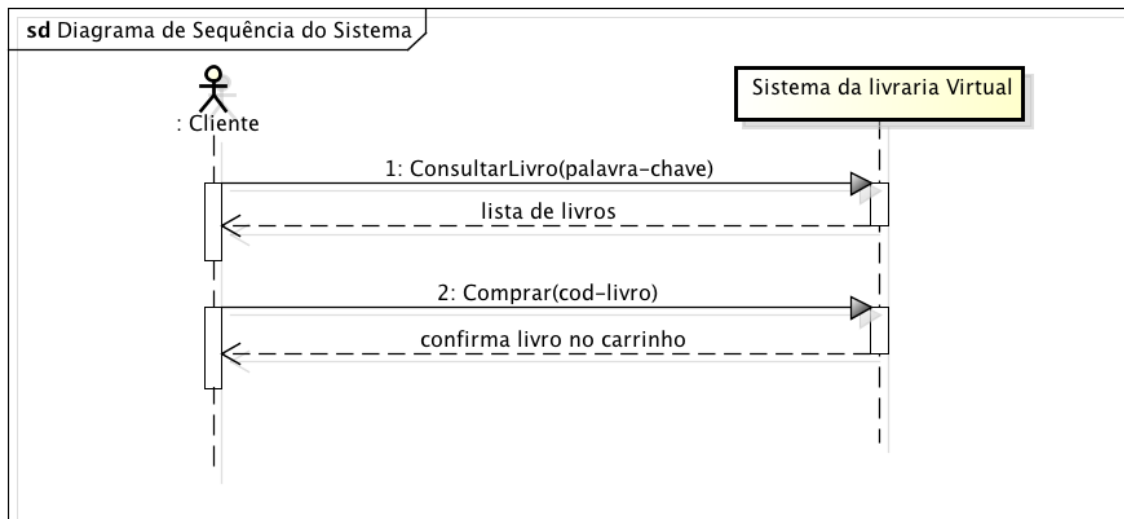 sd Diagrama de Sequência do Sistema
Sistema da livraria Virtual
: Cliente
1: ConsultarLivro(palavra-chave)
lista de livros
2: Comprar(cod-livro)
confirma livro no carrinho